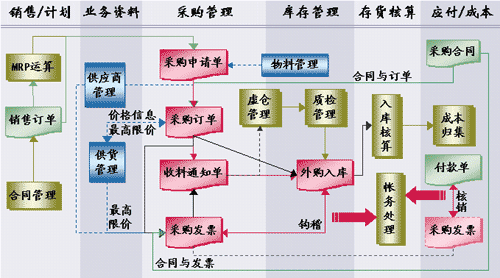 销售/计划
业务资料
采购管理
库存管理
存货核算
应付/成本
MRP运算
采购申请单
物料管理
采购合同
供应商
管理
合同与订单
销售订单
价格信息
最高限价
采购订单
虚仓
管理
质检
管理
入
库
核
算
成本
归集
供货
管理
收料通知单
外购入库
付款单
合同管理
最高
限价
帐务
处理
核
销
采购发票
钩稽
采购发票
合同与发票